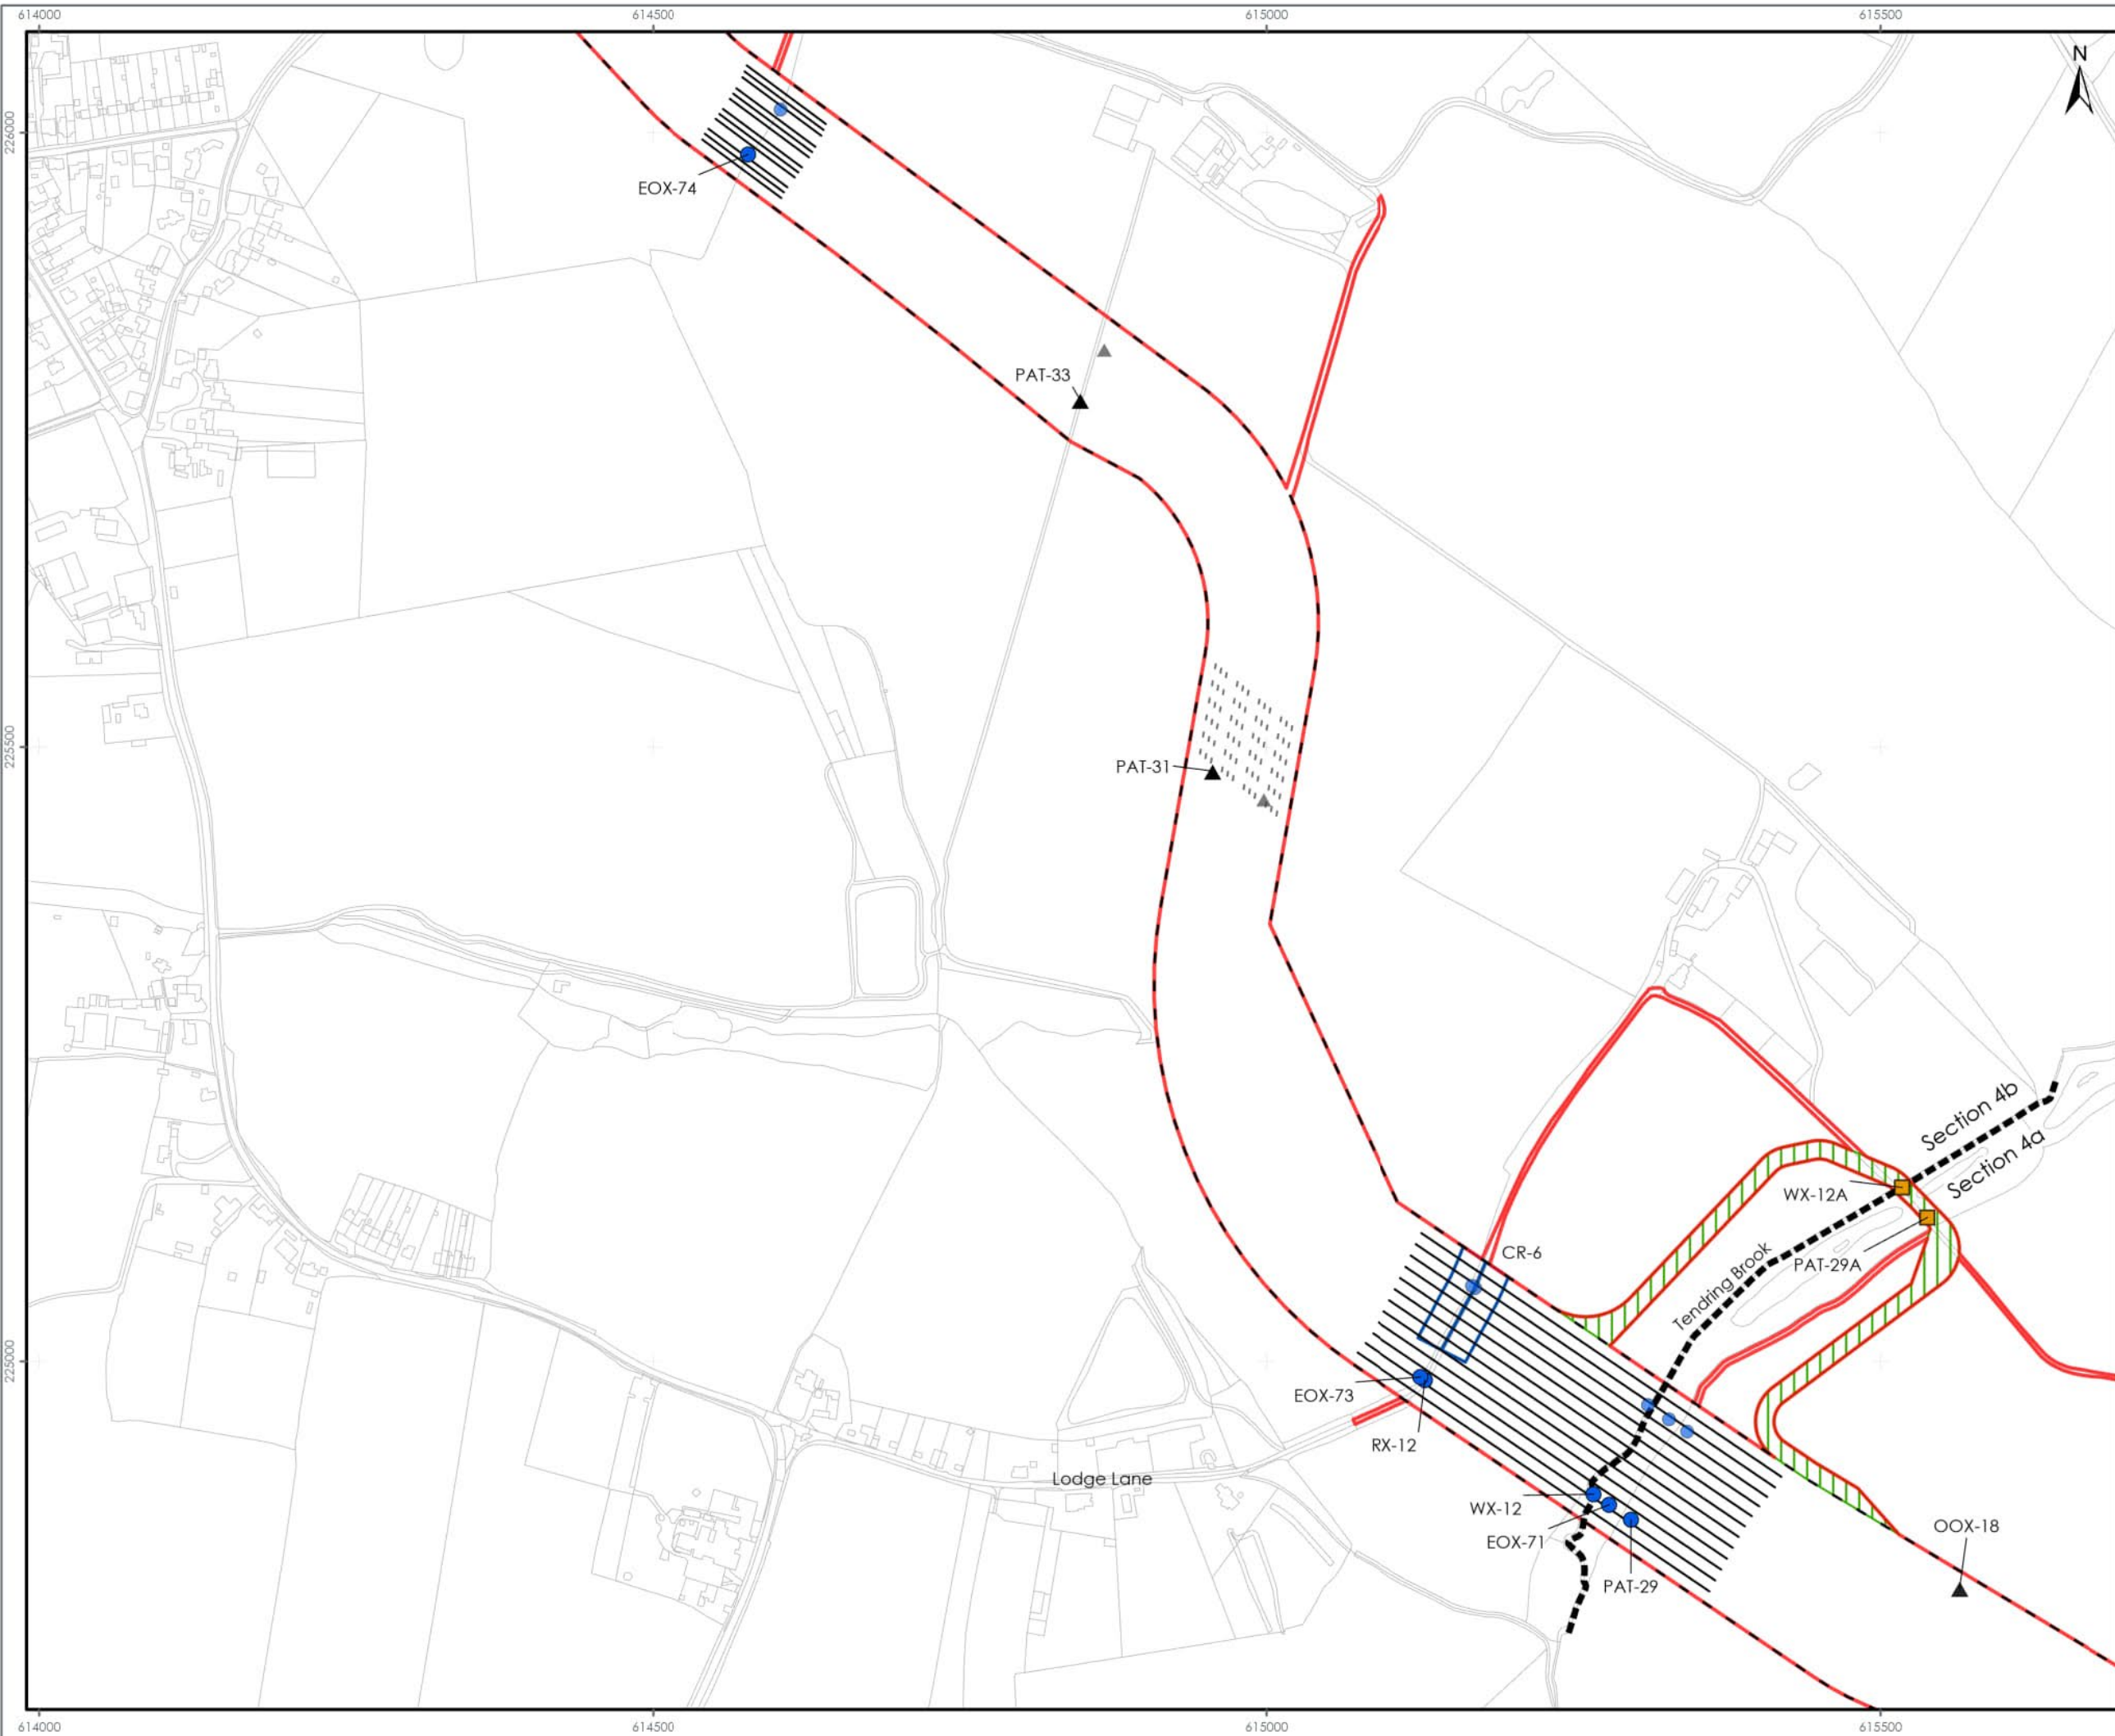 614000
614500
615000
615500
N
226000
EOX-74
PAT-33
225500
PAT-31
Section 4b
Section 4a
WX-12A
CR-6
PAT-29A
Tendring Brook
225000
EOX-73
RX-12
Lodge Lane
WX-12
EOX-71
OOX-18
PAT-29
614000
614500
615000
615500